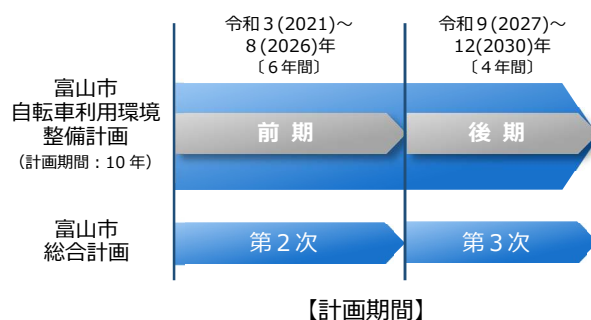 令和３(2021)～
８(2026)年
〔６年間〕
令和９(2027)～
12(2030)年
〔４年間〕
富山市
自転車利用環境
整備計画
（計画期間：10 年）
前 期
後 期
富山市
総合計画
第２次
第３次
【計画期間】